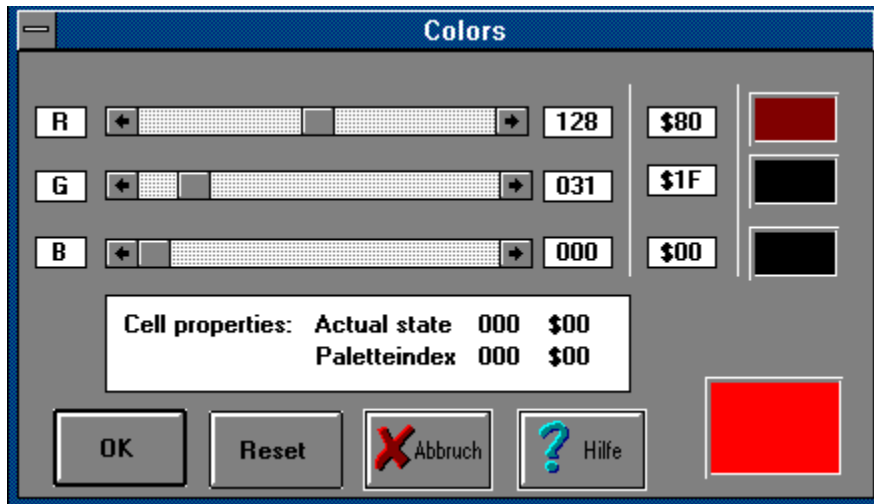 Colors
R 128 $80
G 031 $1F
B 000 $00
Cell properties: Actual state 000 $00
Paletteindex 000 $00
OK Reset Abbruch Hilfe